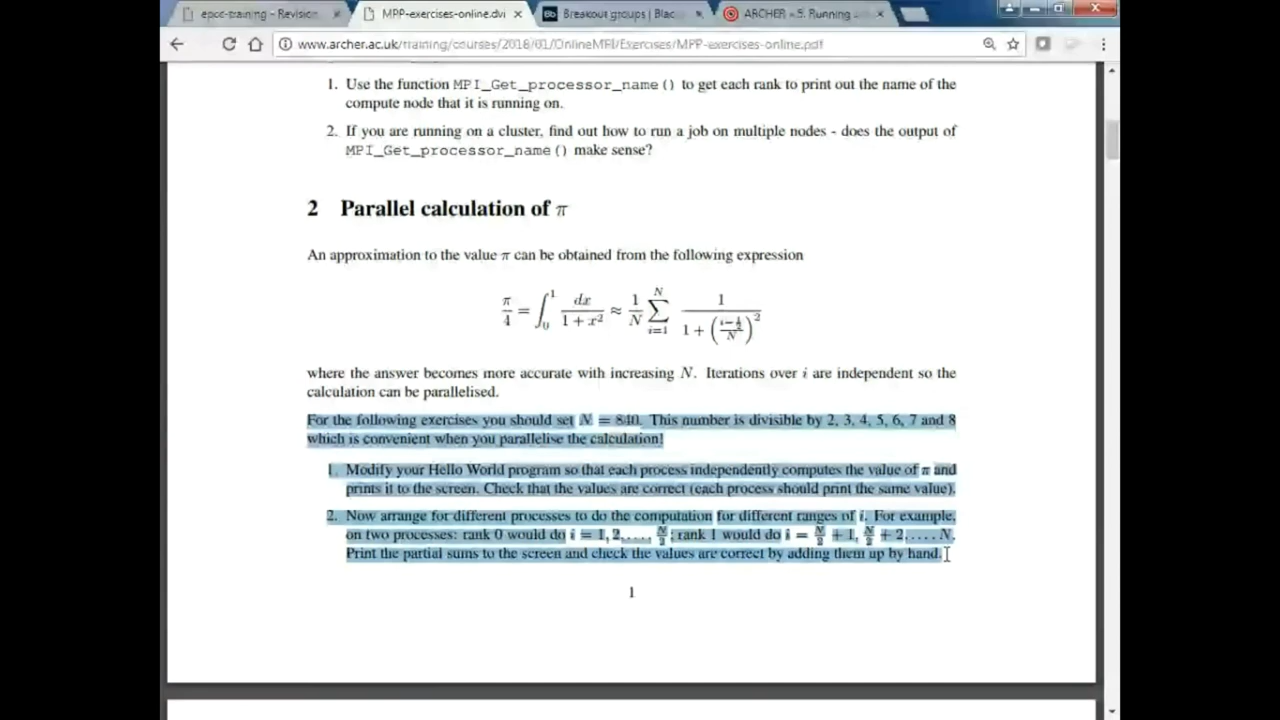 epcc-training - Revision
MPP-exercises-online.dvi
Breakout groups | Blac
ARCHER » 5. Running
www.archer.ac.uk/training/courses/2018/01/OnlineMPI/Exercises/MPP-exercises-online.pdf
1. Use the function MPI_Get_processor_name() to get each rank to print out the name of the
compute node that it is running on.
2. If you are running on a cluster, find out how to run a job on multiple nodes - does the output of
MPI_Get_processor_name() make sense?
2 Parallel calculation of π
An approximation to the value π can be obtained from the following expression
π/4 = ∫_0^1 dx/(1 + x²) ≈ 1/N ∑_{i=1}^{N} 1/(1 + ((i−½)/N)²)
where the answer becomes more accurate with increasing N. Iterations over i are independent so the
calculation can be parallelised.
For the following exercises you should set N = 840. This number is divisible by 2, 3, 4, 5, 6, 7 and 8
which is convenient when you parallelise the calculation!
1. Modify your Hello World program so that each process independently computes the value of π and
prints it to the screen. Check that the values are correct (each process should print the same value).
2. Now arrange for different processes to do the computation for different ranges of i. For example,
on two processes: rank 0 would do i = 1, 2, . . . , N/2; rank 1 would do i = N/2 + 1, N/2 + 2, . . . , N.
Print the partial sums to the screen and check the values are correct by adding them up by hand.
1